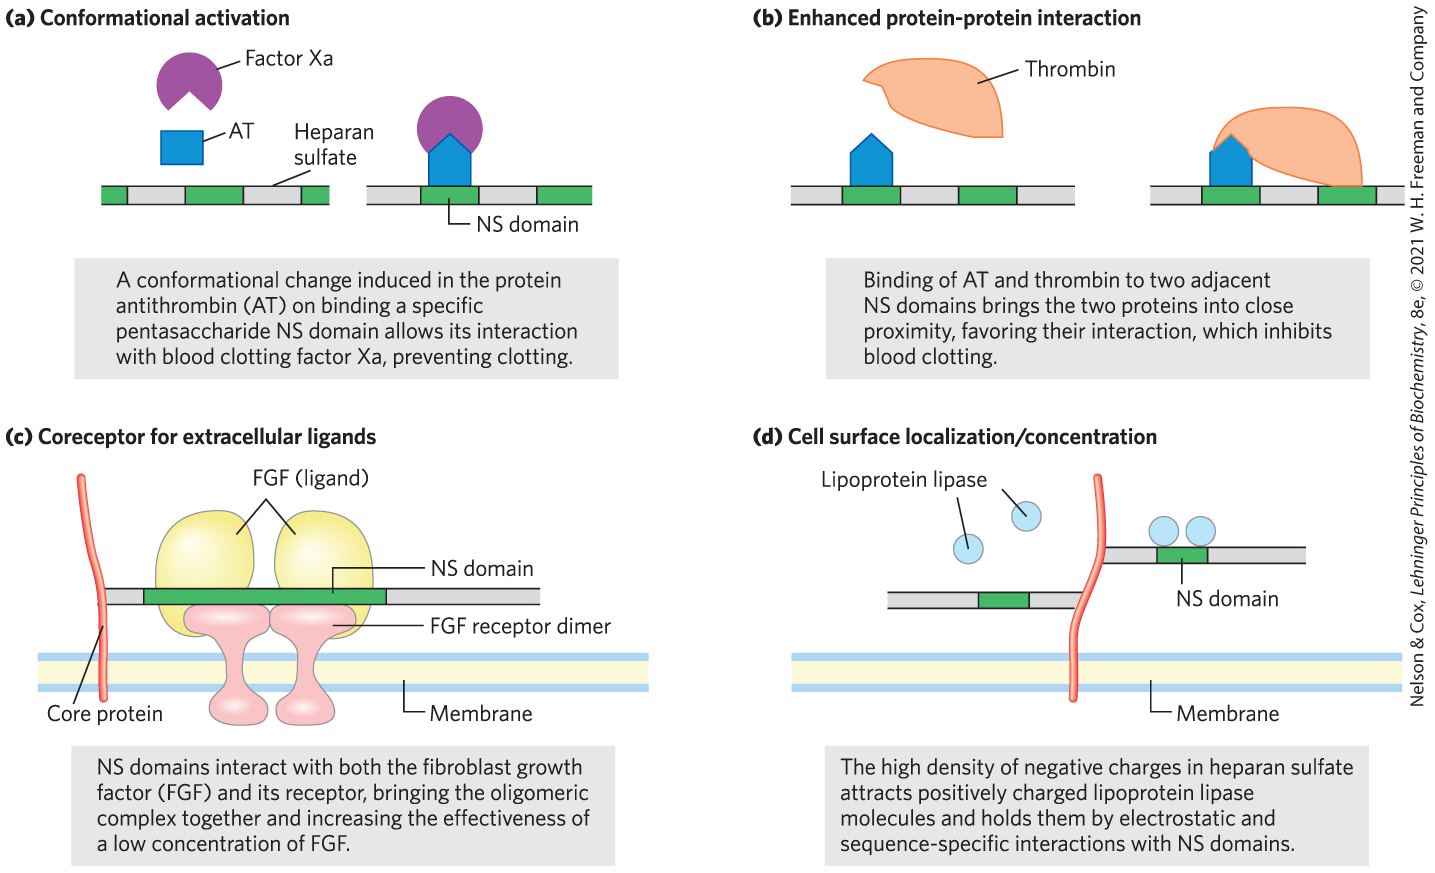 (a) Conformational activation
Factor Xa
AT
Heparan
sulfate
NS domain
A conformational change induced in the protein
antithrombin (AT) on binding a specific
pentasaccharide NS domain allows its interaction
with blood clotting factor Xa, preventing clotting.
(b) Enhanced protein-protein interaction
Thrombin
Binding of AT and thrombin to two adjacent
NS domains brings the two proteins into close
proximity, favoring their interaction, which inhibits
blood clotting.
(c) Coreceptor for extracellular ligands
FGF (ligand)
NS domain
FGF receptor dimer
Core protein
Membrane
NS domains interact with both the fibroblast growth
factor (FGF) and its receptor, bringing the oligomeric
complex together and increasing the effectiveness of
a low concentration of FGF.
(d) Cell surface localization/concentration
Lipoprotein lipase
NS domain
Membrane
The high density of negative charges in heparan sulfate
attracts positively charged lipoprotein lipase
molecules and holds them by electrostatic and
sequence-specific interactions with NS domains.
Nelson & Cox, Lehninger Principles of Biochemistry, 8e, © 2021 W. H. Freeman and Company